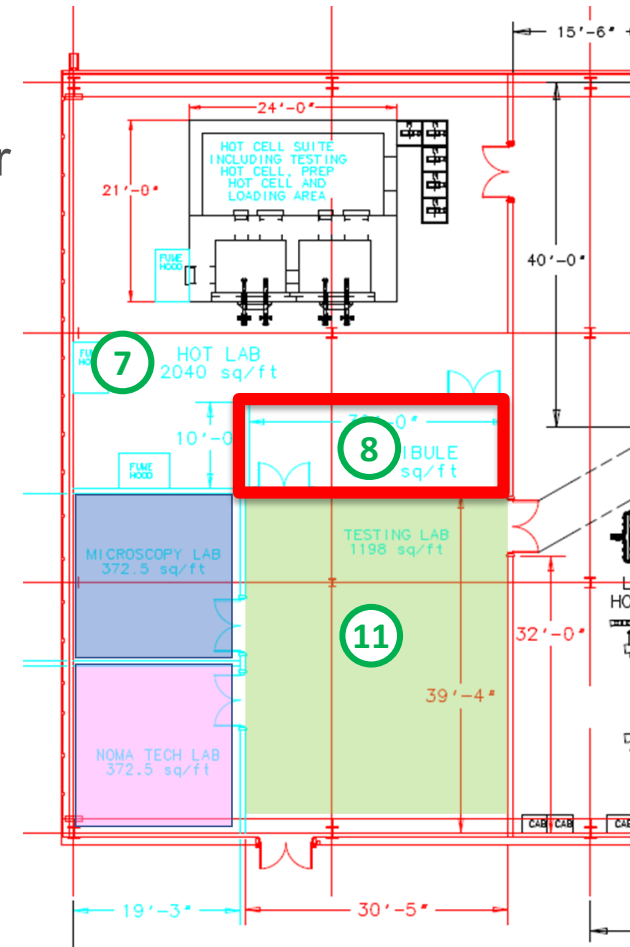 15'-6"
r
24'-0"
HOT CELL SUITE
INCLUDING TESTING
HOT CELL, PREP
HOT CELL AND
LOADING AREA
21'-0"
FUME
HOOD
40'-0"
7
HOT LAB
2040 sq/ft
10'-0
8
IBULE
sq/ft
FUME
HOOD
TESTING LAB
1198 sq/ft
MICROSCOPY LAB
372.5 sq/ft
HO
11
32'-0"
39'-4"
NOMA TECH LAB
372.5 sq/ft
CAB CAB
CAB
19'-3"
30'-5"